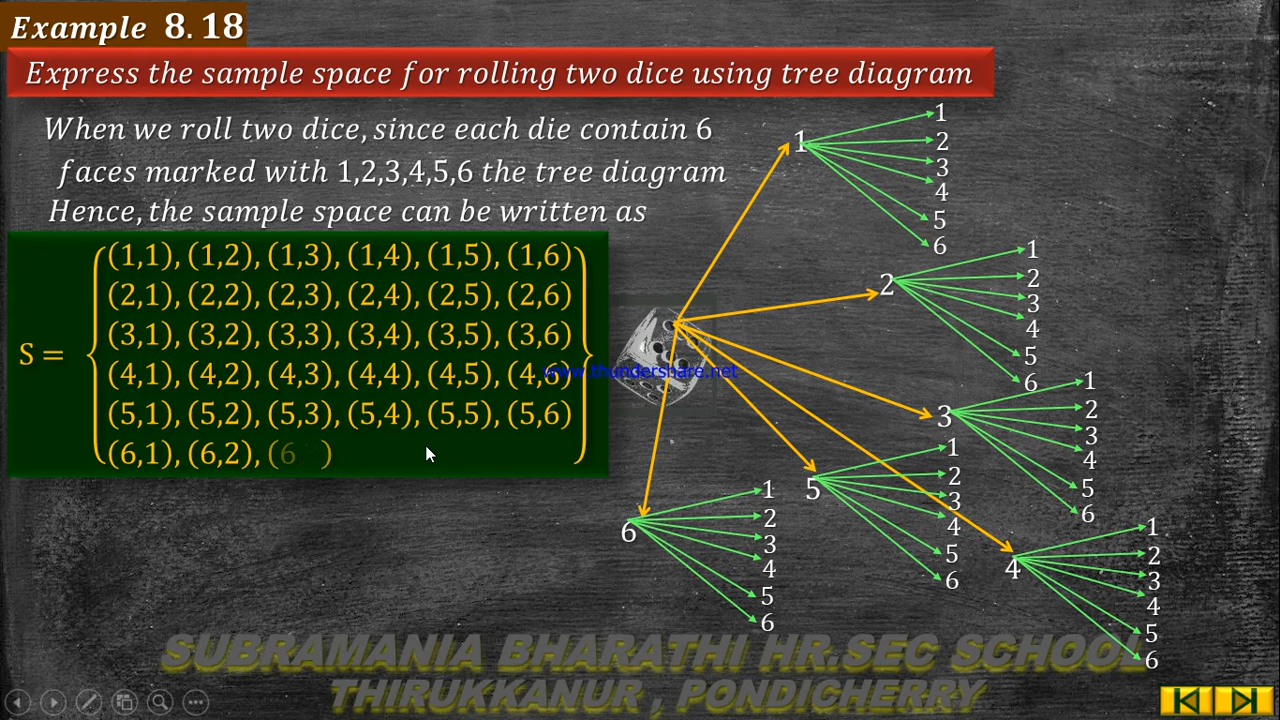 Example 8.18
Express the sample space for rolling two dice using tree diagram
When we roll two dice, since each die contain 6
faces marked with 1,2,3,4,5,6 the tree diagram
Hence, the sample space can be written as
S =
(1,1), (1,2), (1,3), (1,4), (1,5), (1,6)
(2,1), (2,2), (2,3), (2,4), (2,5), (2,6)
(3,1), (3,2), (3,3), (3,4), (3,5), (3,6)
(4,1), (4,2), (4,3), (4,4), (4,5), (4,6)
(5,1), (5,2), (5,3), (5,4), (5,5), (5,6)
(6,1), (6,2), (6 )
www.thundershare.net
1
1
2
3
4
5
6
2
1
2
3
4
5
6
3
1
2
3
4
5
6
5
1
2
3
4
5
6
6
1
2
3
4
5
6
4
1
2
3
4
5
6
SUBRAMANIA BHARATHI HR.SEC SCHOOL
THIRUKKANUR , PONDICHERRY